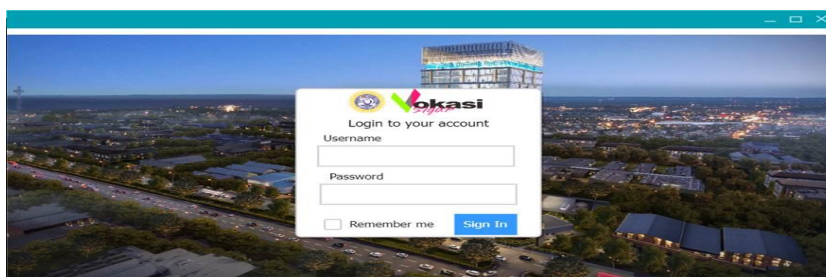 Vokasi
Login to your account
Username
Password
Remember me
Sign In